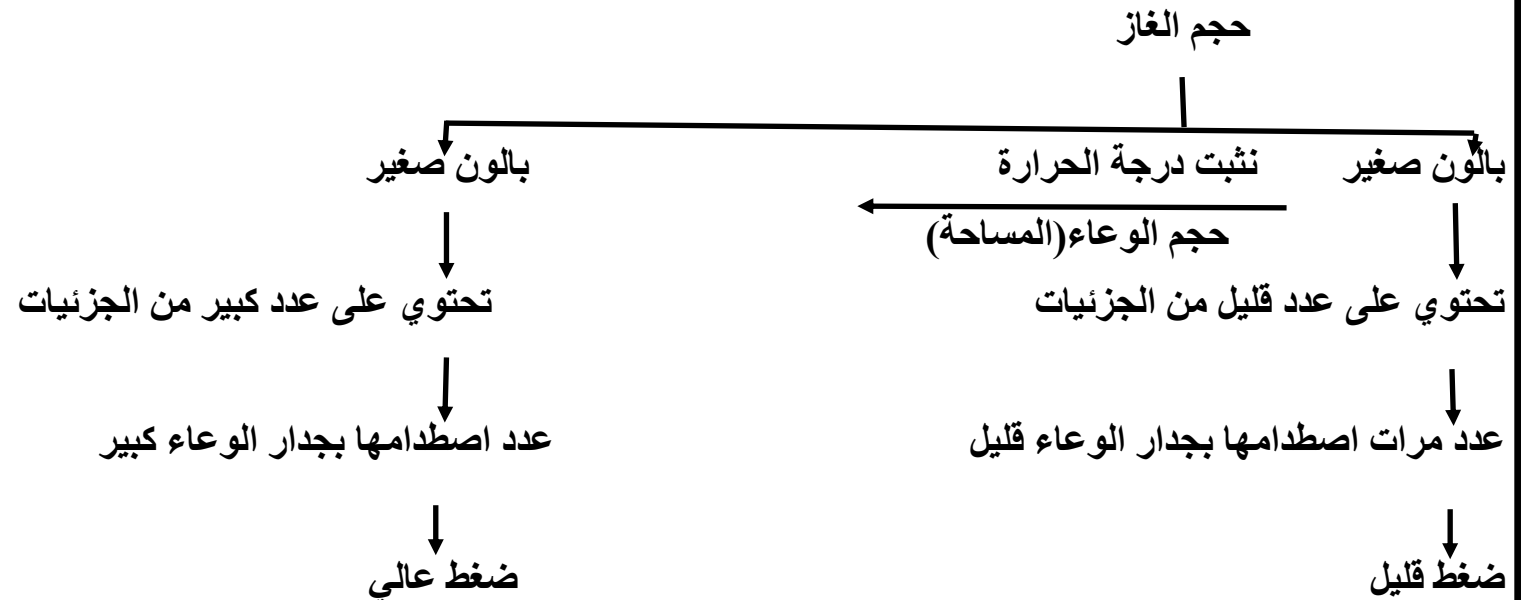 حجم الغاز
بالون صغير
نثبت درجة الحرارة
بالون صغير
حجم الوعاء(المساحة)
تحتوي على عدد قليل من الجزئيات
تحتوي على عدد كبير من الجزئيات
عدد مرات اصطدامها بجدار الوعاء قليل
عدد اصطدامها بجدار الوعاء كبير
ضغط قليل
ضغط عالي